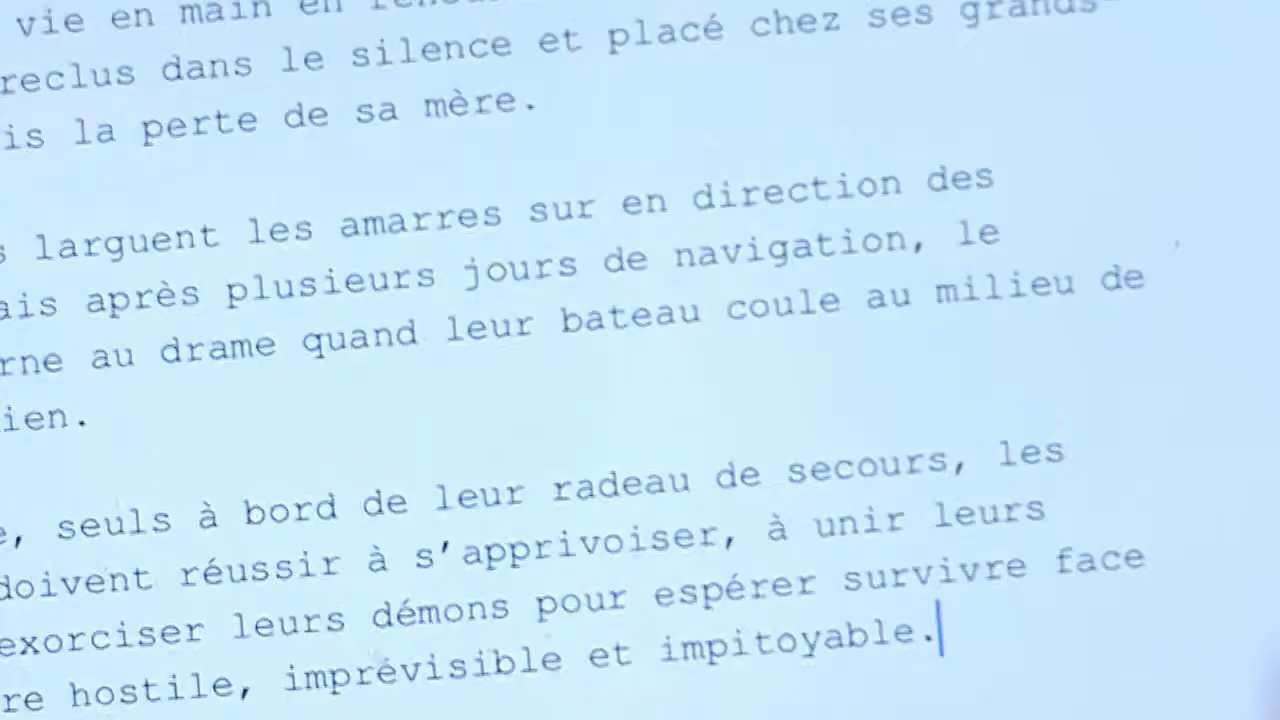 vie en main en
reclus dans le silence et placé chez ses grands-
is la perte de sa mère.
s larguent les amarres sur en direction des
ais après plusieurs jours de navigation, le
rne au drame quand leur bateau coule au milieu de
ien.
e, seuls à bord de leur radeau de secours, les
doivent réussir à s’apprivoiser, à unir leurs
exorciser leurs démons pour espérer survivre face
re hostile, imprévisible et impitoyable.